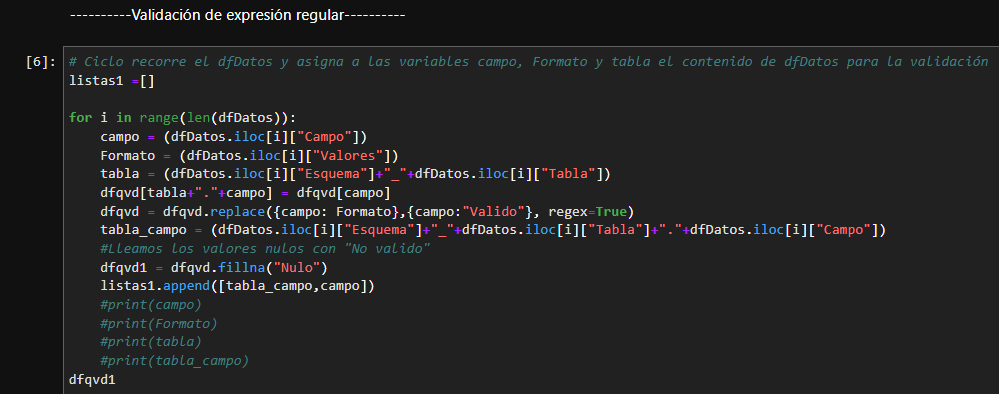 ----------Validación de expresión regular----------
[6]: # Ciclo recorre el dfDatos y asigna a las variables campo, Formato y tabla el contenido de dfDatos para la validación
listas1 =[]
for i in range(len(dfDatos)):
    campo = (dfDatos.iloc[i]["Campo"])
    Formato = (dfDatos.iloc[i]["Valores"])
    tabla = (dfDatos.iloc[i]["Esquema"]+"_"+dfDatos.iloc[i]["Tabla"])
    dfqvd[tabla+"."+campo] = dfqvd[campo]
    dfqvd = dfqvd.replace({campo: Formato},{campo:"Valido"}, regex=True)
    tabla_campo = (dfDatos.iloc[i]["Esquema"]+"_"+dfDatos.iloc[i]["Tabla"]+"."+dfDatos.iloc[i]["Campo"])
    #Lleamos los valores nulos con "No valido"
    dfqvd1 = dfqvd.fillna("Nulo")
    listas1.append([tabla_campo,campo])
    #print(campo)
    #print(Formato)
    #print(tabla)
    #print(tabla_campo)
dfqvd1